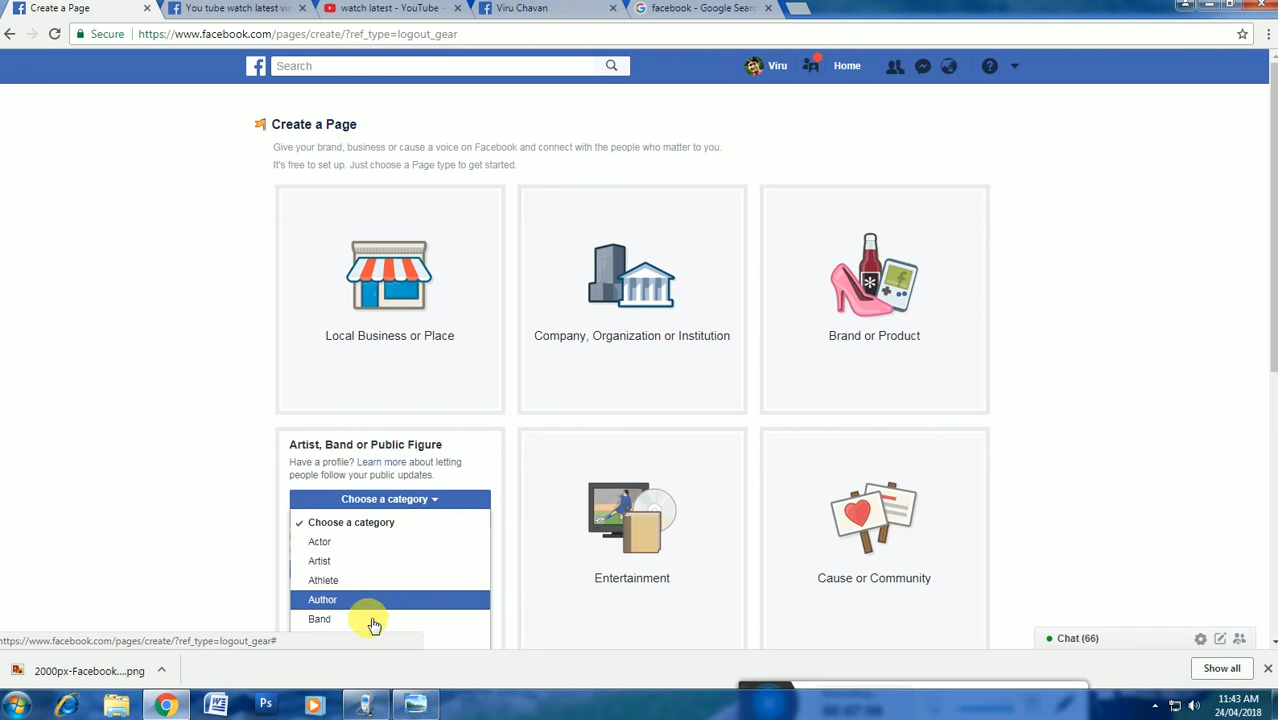 Create a Page
You tube watch latest vi
watch latest - YouTube -
Viru Chavan
facebook - Google Searc
Secure
https://www.facebook.com/pages/create/?ref_type=logout_gear
Search
Viru
Home
Create a Page
Give your brand, business or cause a voice on Facebook and connect with the people who matter to you.
It's free to set up. Just choose a Page type to get started.
Local Business or Place
Company, Organization or Institution
Brand or Product
Artist, Band or Public Figure
Have a profile? Learn more about letting
people follow your public updates.
Choose a category
Choose a category
Actor
Artist
Athlete
Author
Band
Entertainment
Cause or Community
https://www.facebook.com/pages/create/?ref_type=logout_gear#
Chat (66)
2000px-Facebook....png
Show all
Ps
11:43 AM
24/04/2018